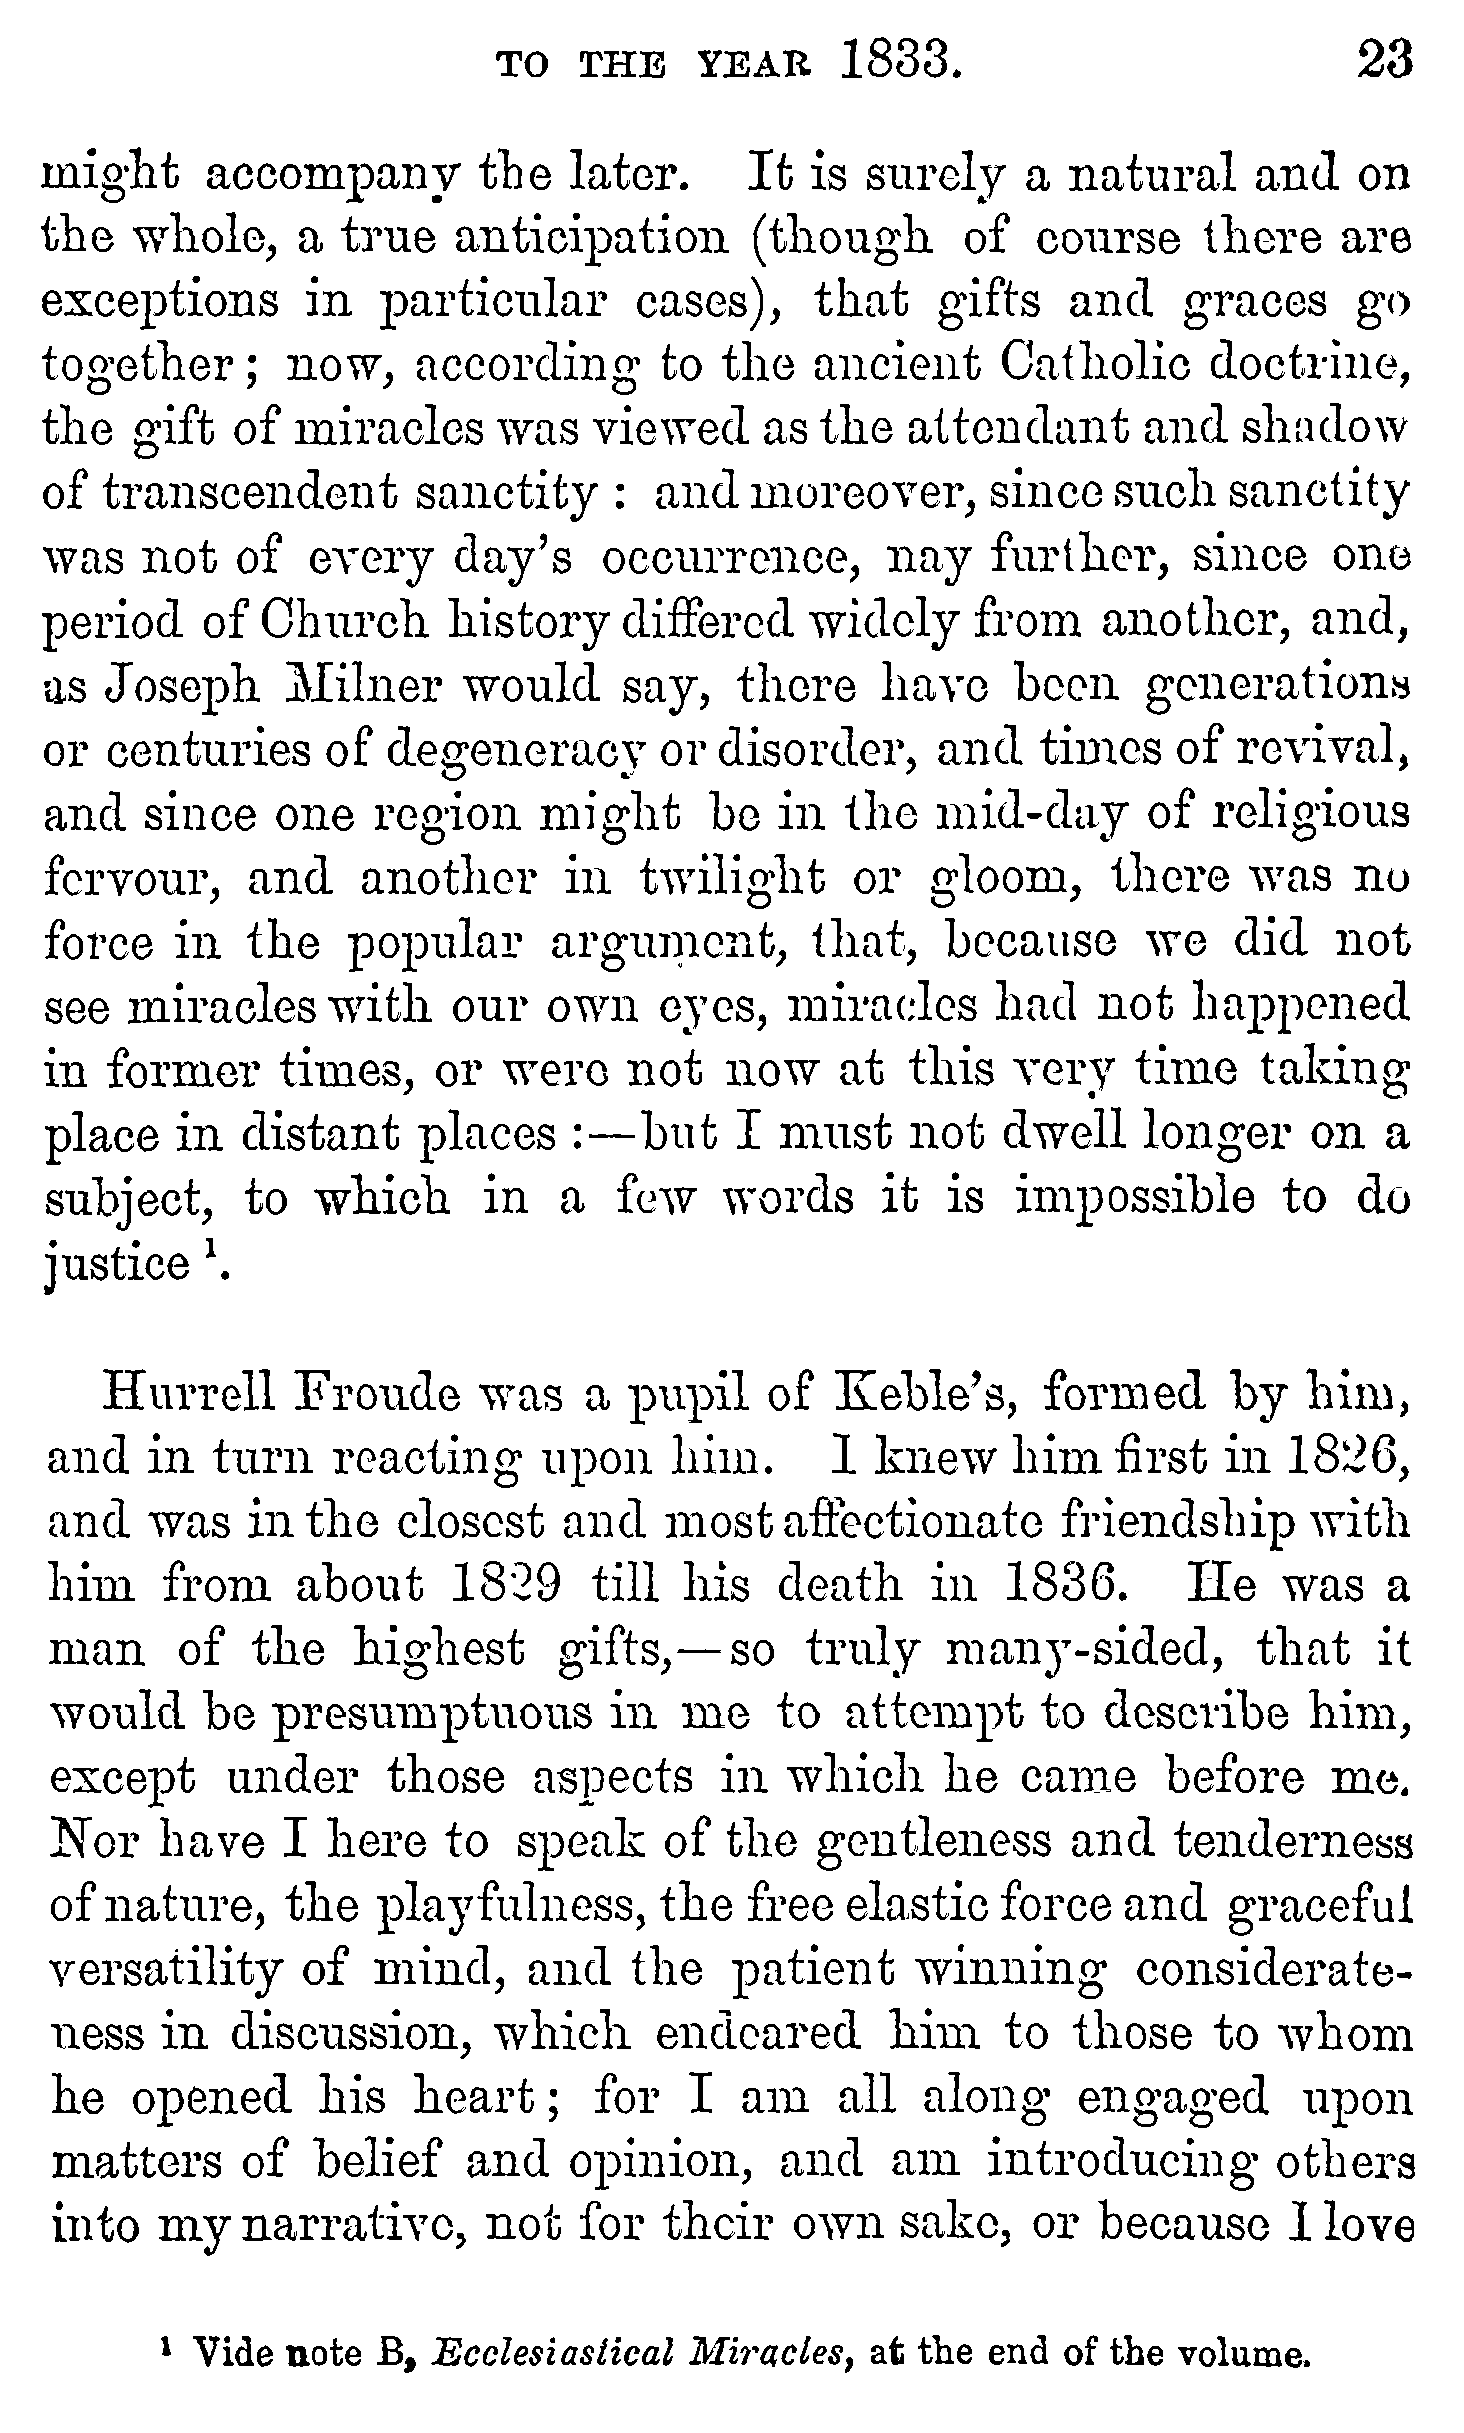 TO THE YEAR 1833. 23
might accompany the later. It is surely a natural and on
the whole, a true anticipation (though of course there are
exceptions in particular cases), that gifts and graces go
together; now, according to the ancient Catholic doctrine,
the gift of miracles was viewed as the attendant and shadow
of transcendent sanctity : and moreover, since such sanctity
was not of every day's occurrence, nay further, since one
period of Church history differed widely from another, and,
as Joseph Milner would say, there have been generations
or centuries of degeneracy or disorder, and times of revival,
and since one region might be in the mid-day of religious
fervour, and another in twilight or gloom, there was no
force in the popular argument, that, because we did not
see miracles with our own eyes, miracles had not happened
in former times, or were not now at this very time taking
place in distant places :—but I must not dwell longer on a
subject, to which in a few words it is impossible to do
justice ¹.
Hurrell Froude was a pupil of Keble's, formed by him,
and in turn reacting upon him. I knew him first in 1826,
and was in the closest and most affectionate friendship with
him from about 1829 till his death in 1836. He was a
man of the highest gifts,—so truly many-sided, that it
would be presumptuous in me to attempt to describe him,
except under those aspects in which he came before me.
Nor have I here to speak of the gentleness and tenderness
of nature, the playfulness, the free elastic force and graceful
versatility of mind, and the patient winning considerate-
ness in discussion, which endeared him to those to whom
he opened his heart; for I am all along engaged upon
matters of belief and opinion, and am introducing others
into my narrative, not for their own sake, or because I love
¹ Vide note B, Ecclesiastical Miracles, at the end of the volume.